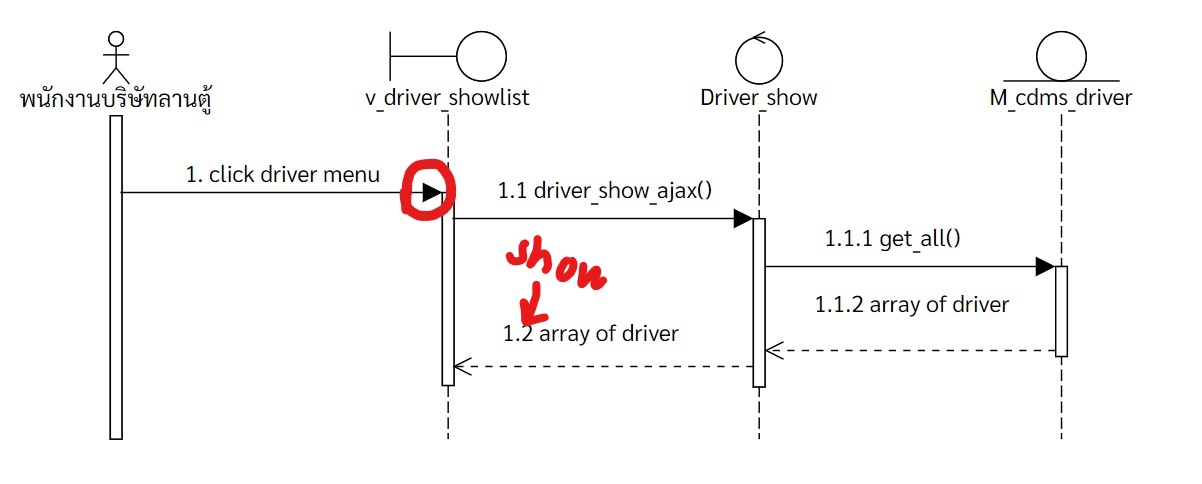 พนักงานบริษัทลานตู้
v_driver_showlist
Driver_show
M_cdms_driver
1. click driver menu
1.1 driver_show_ajax()
1.1.1 get_all()
show
1.1.2 array of driver
1.2 array of driver